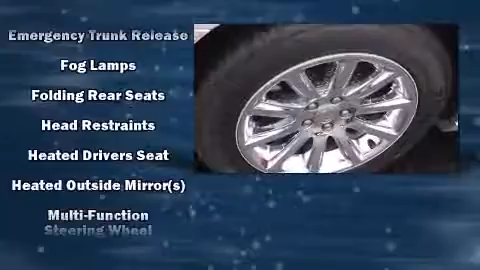 Emergency Trunk Release
Fog Lamps
Folding Rear Seats
Head Restraints
Heated Drivers Seat
Heated Outside Mirror(s)
Multi-Function
Steering Wheel